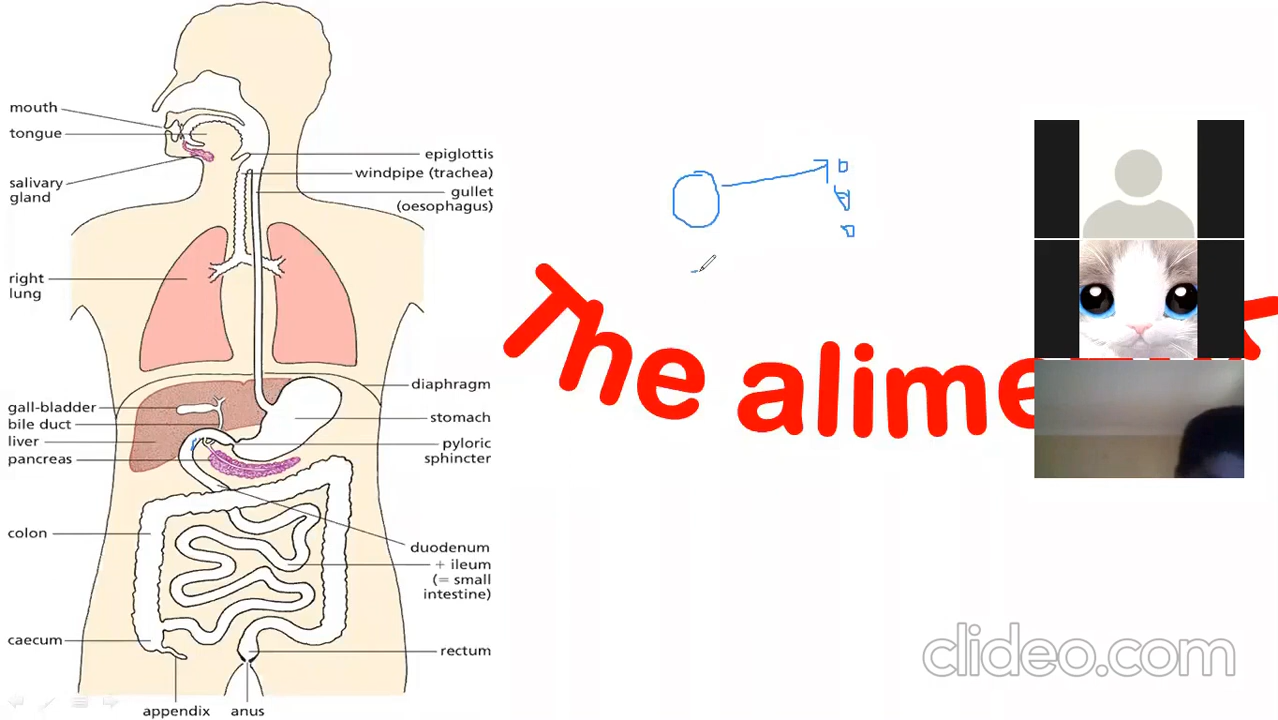 mouth
tongue
salivary
gland
right
lung
gall-bladder
bile duct
liver
pancreas
colon
caecum
appendix
anus
epiglottis
windpipe (trachea)
gullet
(oesophagus)
diaphragm
stomach
pyloric
sphincter
duodenum
+ ileum
(= small
intestine)
rectum
The alime
clideo.com